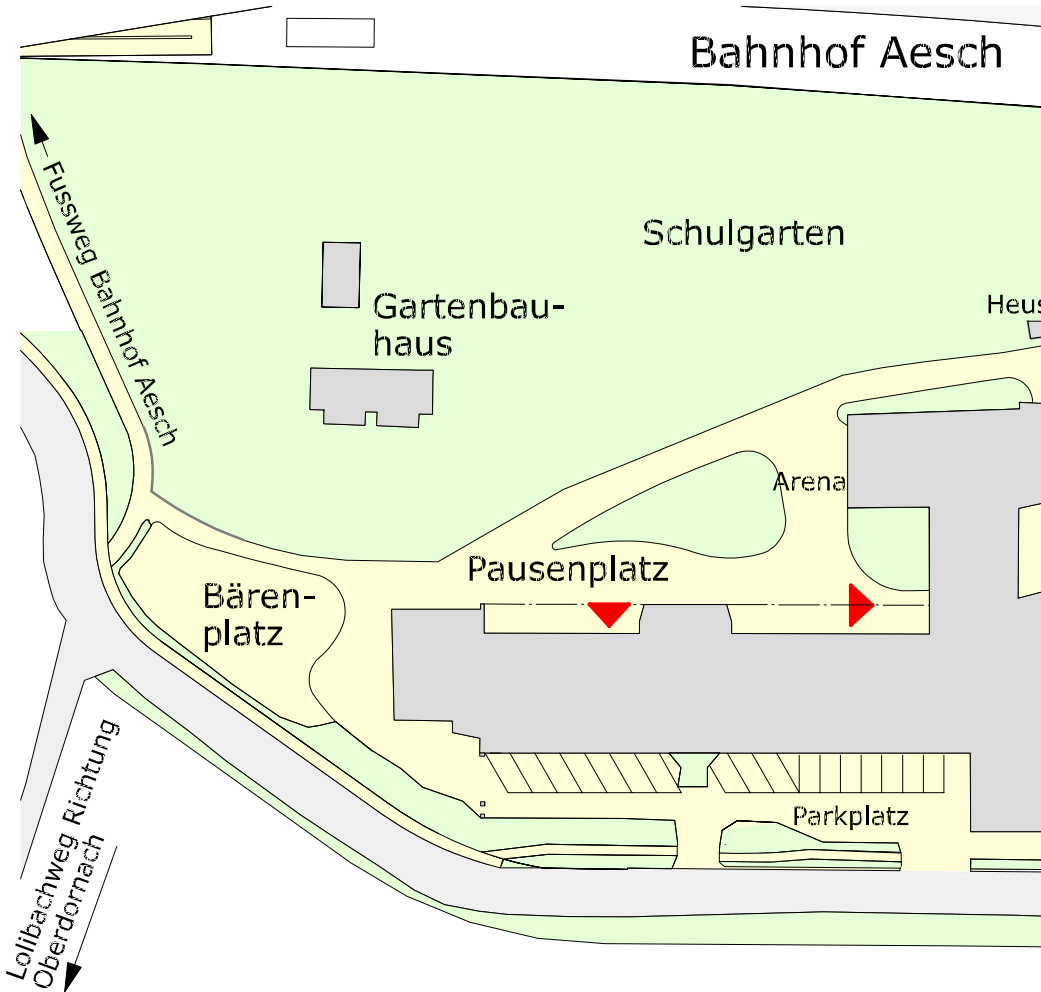 Bahnhof Aesch
Fussweg Bahnhof Aesch
Schulgarten
Gartenbau-
haus
Heus
Arena
Pausenplatz
Bären-
platz
Parkplatz
Lolibachweg Richtung
Oberdornach